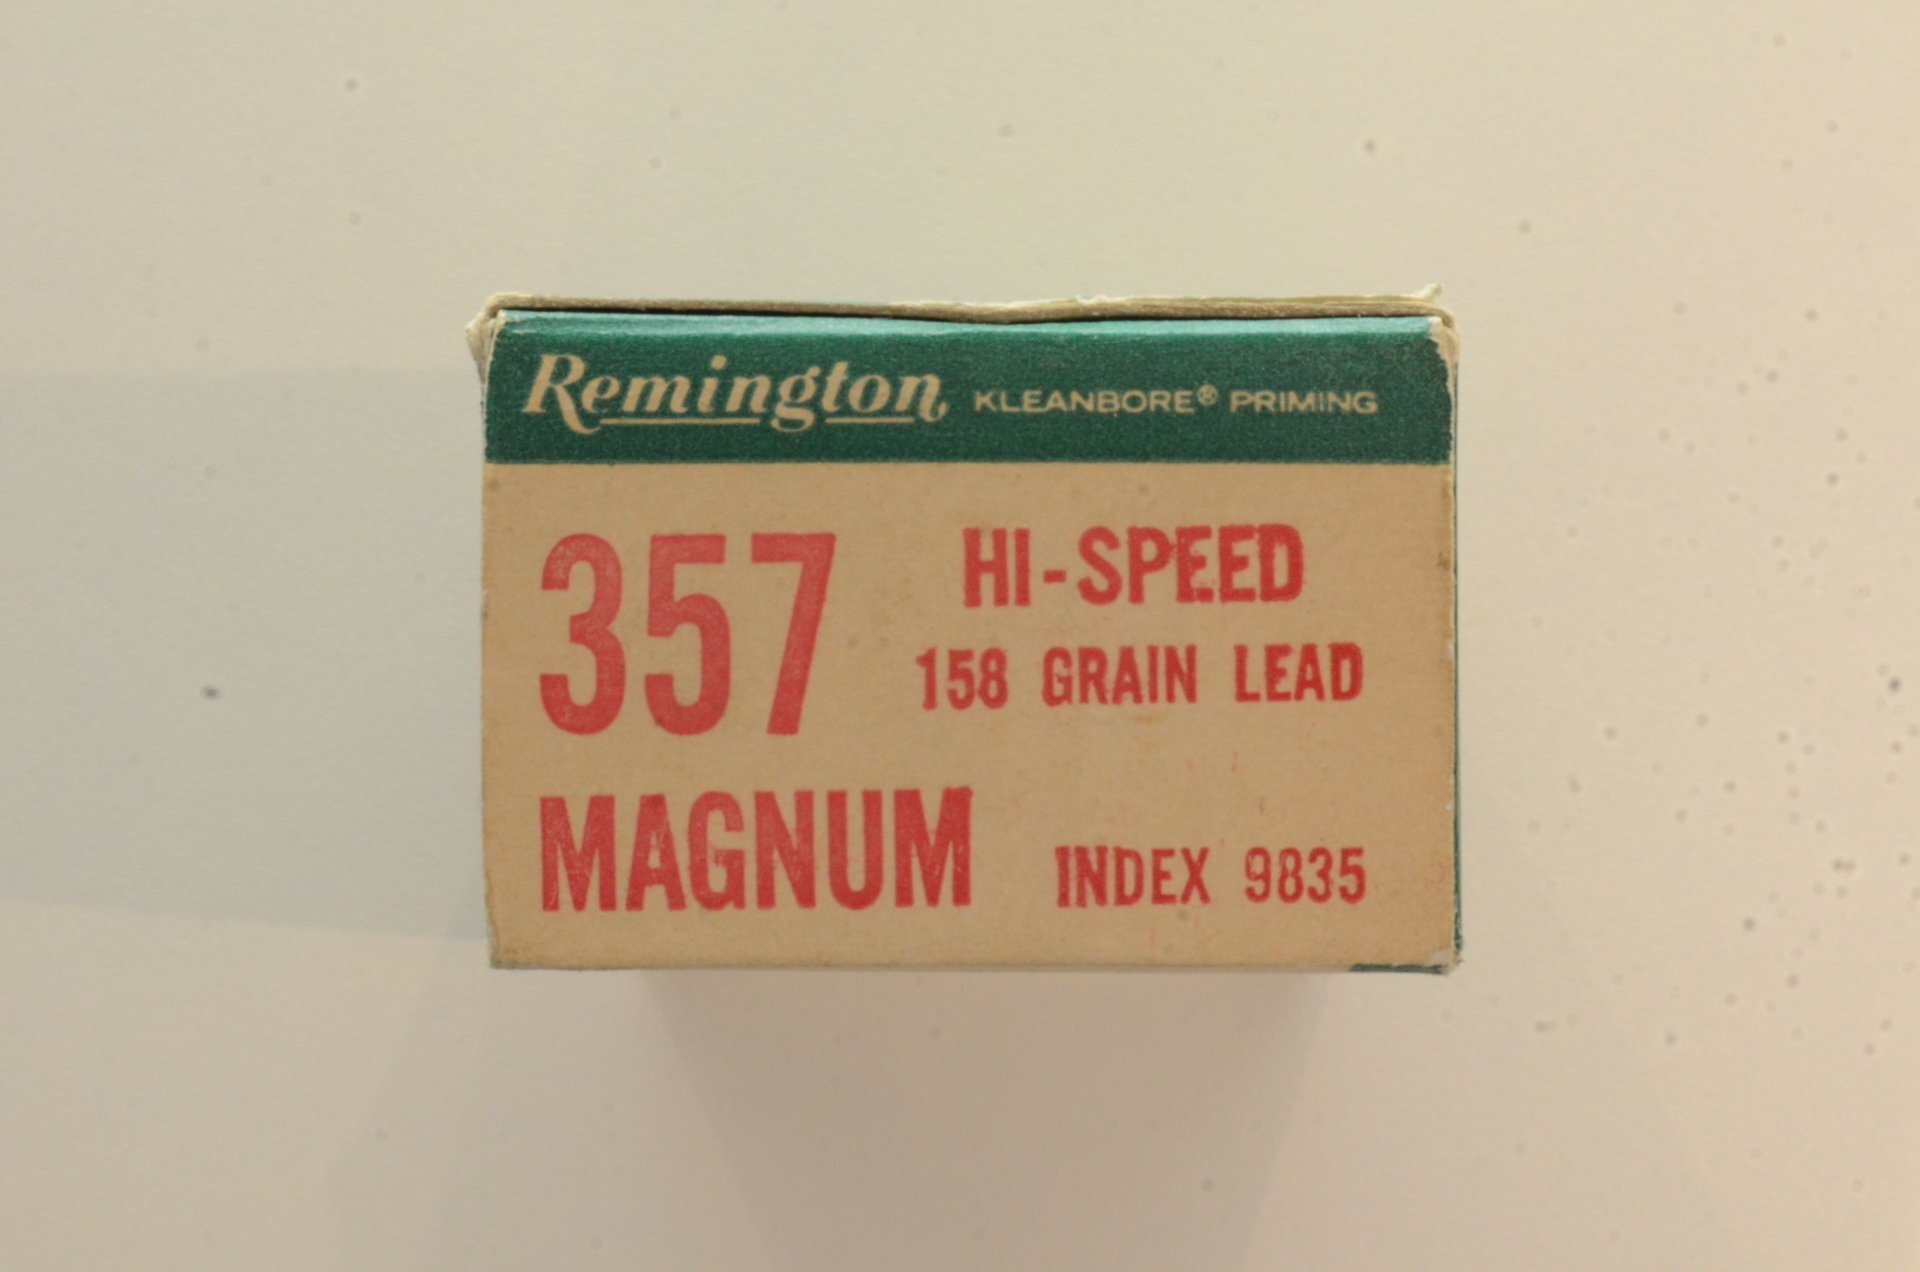 Remington KLEANBORE® PRIMING
357 HI-SPEED
158 GRAIN LEAD
MAGNUM INDEX 9835